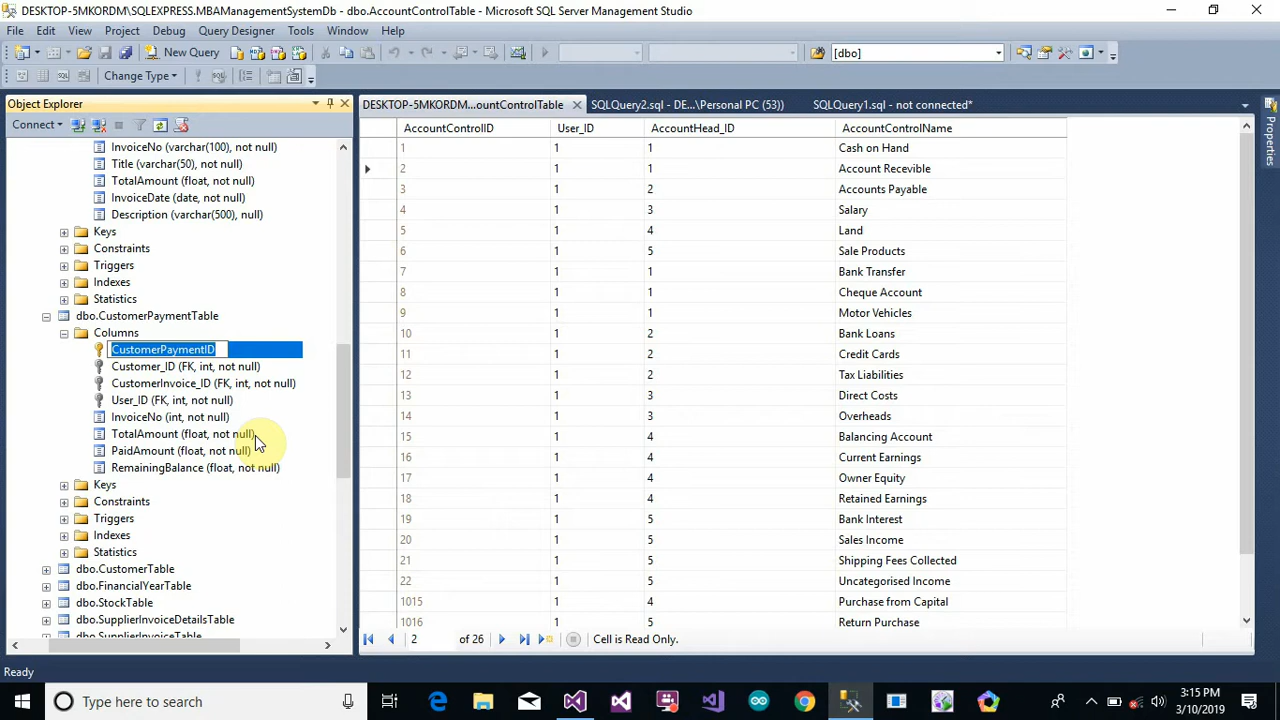 DESKTOP-5MKORDM\SQLEXPRESS.MBAManagementSystemDb - dbo.AccountControlTable - Microsoft SQL Server Management Studio
File Edit View Project Debug Query Designer Tools Window Help
New Query [dbo]
Change Type
Object Explorer
Connect
InvoiceNo (varchar(100), not null)
Title (varchar(50), not null)
TotalAmount (float, not null)
InvoiceDate (date, not null)
Description (varchar(500), null)
Keys
Constraints
Triggers
Indexes
Statistics
dbo.CustomerPaymentTable
Columns
CustomerPaymentID
Customer_ID (FK, int, not null)
CustomerInvoice_ID (FK, int, not null)
User_ID (FK, int, not null)
InvoiceNo (int, not null)
TotalAmount (float, not null)
PaidAmount (float, not null)
RemainingBalance (float, not null)
Keys
Constraints
Triggers
Indexes
Statistics
dbo.CustomerTable
dbo.FinancialYearTable
dbo.StockTable
dbo.SupplierInvoiceDetailsTable
dbo.SupplierInvoiceTable
DESKTOP-5MKORDM...ountControlTable SQLQuery2.sql - DE...\Personal PC (53)) SQLQuery1.sql - not connected*
AccountControlID User_ID AccountHead_ID AccountControlName
1 1 1 Cash on Hand
2 1 1 Account Recevible
3 1 2 Accounts Payable
4 1 3 Salary
5 1 4 Land
6 1 5 Sale Products
7 1 1 Bank Transfer
8 1 1 Cheque Account
9 1 1 Motor Vehicles
10 1 2 Bank Loans
11 1 2 Credit Cards
12 1 2 Tax Liabilities
13 1 3 Direct Costs
14 1 3 Overheads
15 1 4 Balancing Account
16 1 4 Current Earnings
17 1 4 Owner Equity
18 1 4 Retained Earnings
19 1 5 Bank Interest
20 1 5 Sales Income
21 1 5 Shipping Fees Collected
22 1 5 Uncategorised Income
1015 1 4 Purchase from Capital
1016 1 5 Return Purchase
2 of 26 Cell is Read Only.
Properties
Ready
Type here to search
3:15 PM
3/10/2019